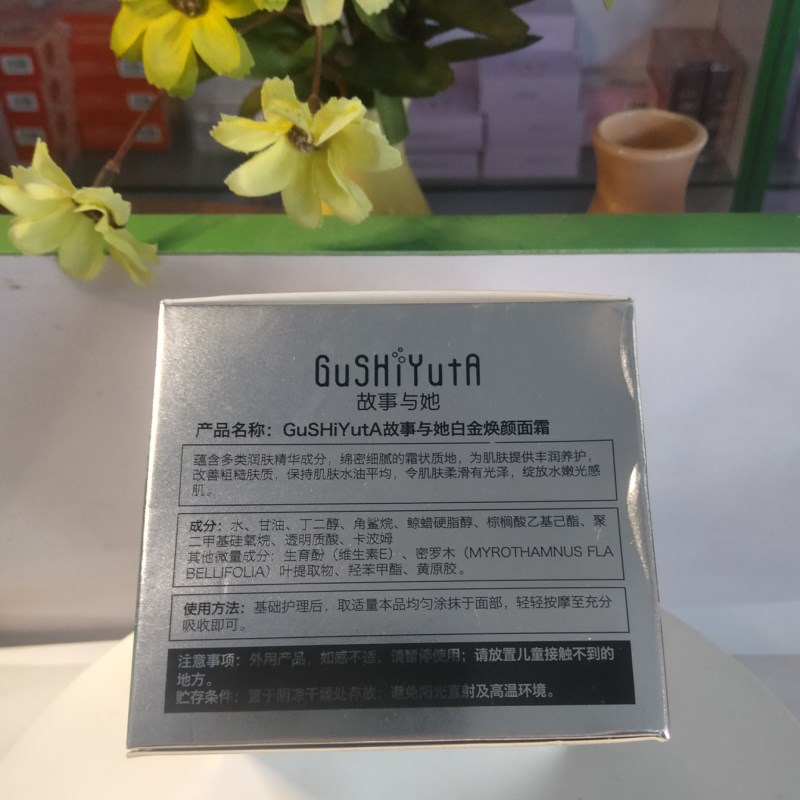 GuSHiYutA
故事与她
产品名称：GuSHiYutA故事与她白金焕颜面霜
蕴含多类润肤精华成分，绵密细腻的霜状质地，为肌肤提供丰润养护，
改善粗糙肤质，保持肌肤水油平均，令肌肤柔滑有光泽，绽放水嫩光感
肌。
成分：水、甘油、丁二醇、角鲨烷、鲸蜡硬脂醇、棕榈酸乙基己酯、聚
二甲基硅氧烷、透明质酸、卡波姆
其他微量成分：生育酚（维生素E）、密罗木（MYROTHAMNUS FLA
BELLIFOLIA）叶提取物、羟苯甲酯、黄原胶。
使用方法：基础护理后，取适量本品均匀涂抹于面部，轻轻按摩至充分
吸收即可。
注意事项：外用产品，如感不适，请暂停使用；请放置儿童接触不到的
地方。
贮存条件：置于阴凉干燥处存放；避免阳光直射及高温环境。